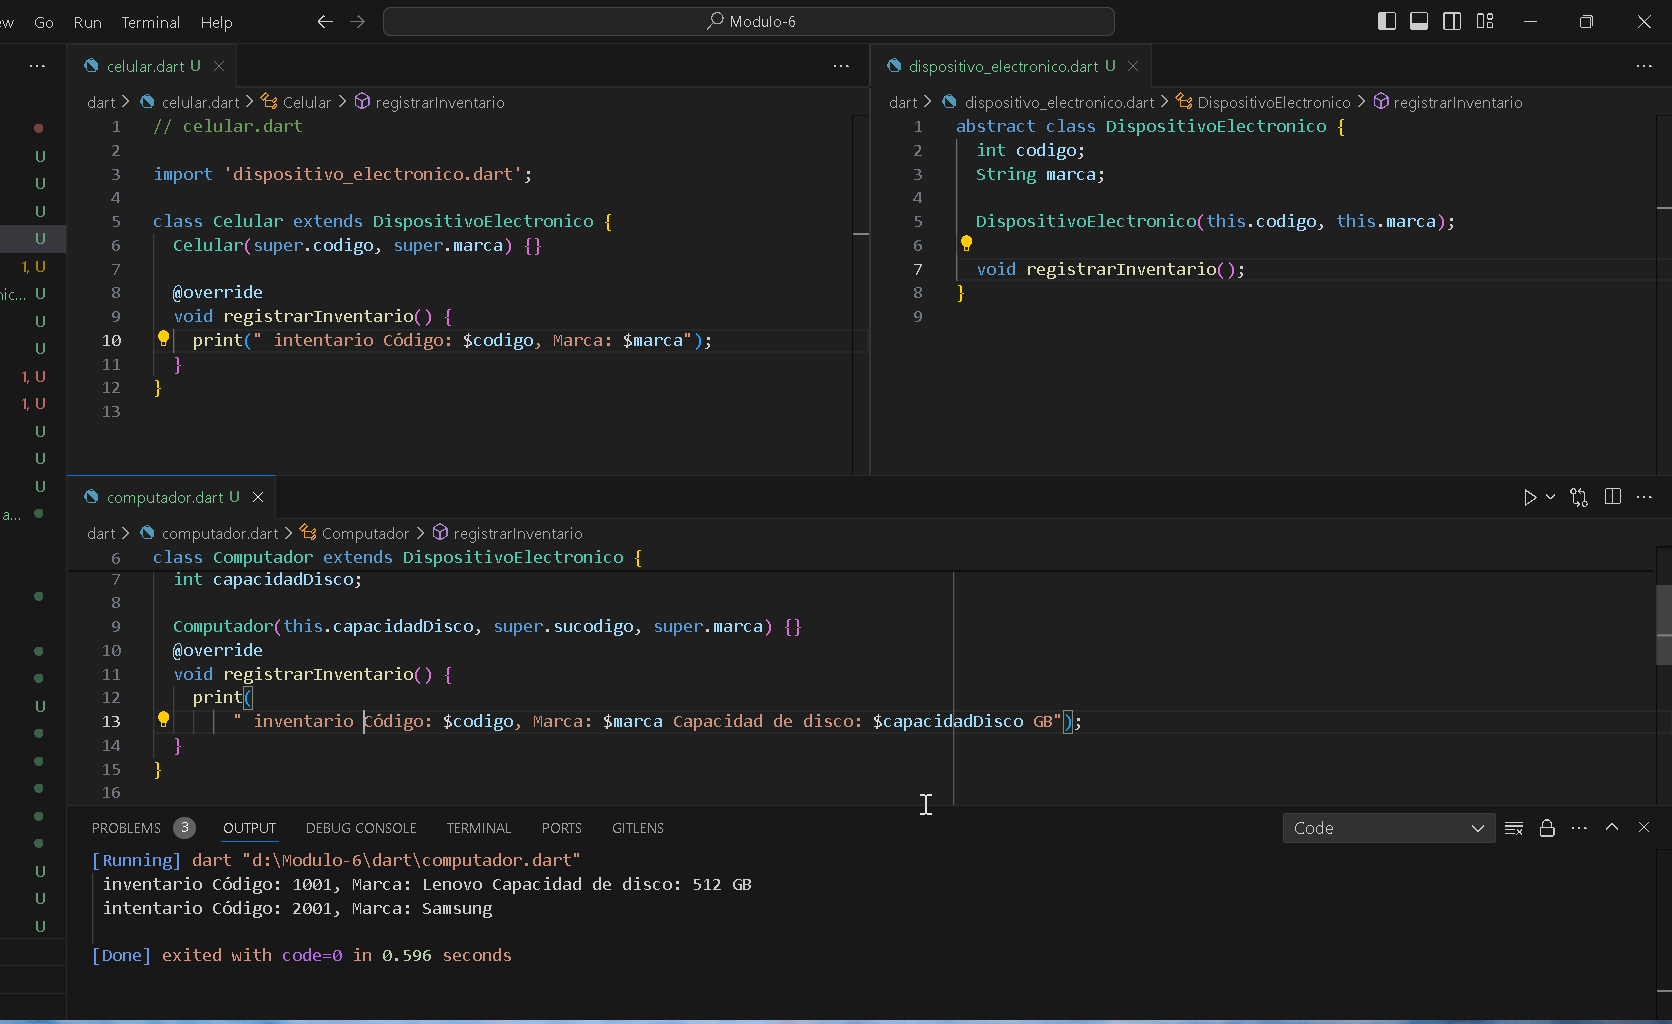 ew Go Run Terminal Help Modulo-6
celular.dart U
dart > celular.dart > Celular > registrarInventario
1 // celular.dart
2
3 import 'dispositivo_electronico.dart';
4
5 class Celular extends DispositivoElectronico {
6 Celular(super.codigo, super.marca) {}
7
8 @override
9 void registrarInventario() {
10 print(" intentario Código: $codigo, Marca: $marca");
11 }
12 }
13
dispositivo_electronico.dart U
dart > dispositivo_electronico.dart > DispositivoElectronico > registrarInventario
1 abstract class DispositivoElectronico {
2 int codigo;
3 String marca;
4
5 DispositivoElectronico(this.codigo, this.marca);
6
7 void registrarInventario();
8 }
9
U
U
U
U
1, U
nic... U
U
U
1, U
1, U
U
U
U
a...
U
U
U
U
computador.dart U
dart > computador.dart > Computador > registrarInventario
6 class Computador extends DispositivoElectronico {
7 int capacidadDisco;
8
9 Computador(this.capacidadDisco, super.sucodigo, super.marca) {}
10 @override
11 void registrarInventario() {
12 print(
13 " inventario Código: $codigo, Marca: $marca Capacidad de disco: $capacidadDisco GB");
14 }
15 }
16
PROBLEMS 3 OUTPUT DEBUG CONSOLE TERMINAL PORTS GITLENS Code
[Running] dart "d:\Modulo-6\dart\computador.dart"
inventario Código: 1001, Marca: Lenovo Capacidad de disco: 512 GB
intentario Código: 2001, Marca: Samsung
[Done] exited with code=0 in 0.596 seconds